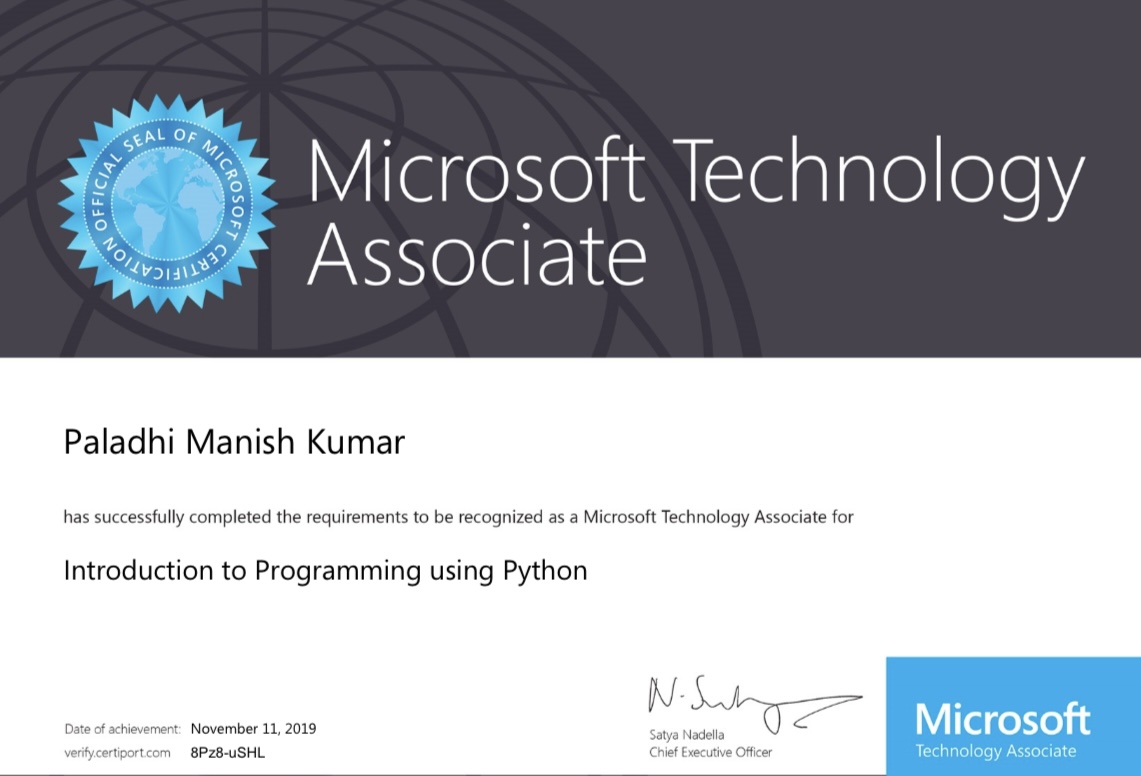 OFFICIAL SEAL OF MICROSOFT CERTIFICATION
Microsoft Technology
Associate
Paladhi Manish Kumar
has successfully completed the requirements to be recognized as a Microsoft Technology Associate for
Introduction to Programming using Python
N. Satya
Satya Nadella
Chief Executive Officer
Date of achievement: November 11, 2019
verify.certiport.com 8Pz8-uSHL
Microsoft
Technology Associate